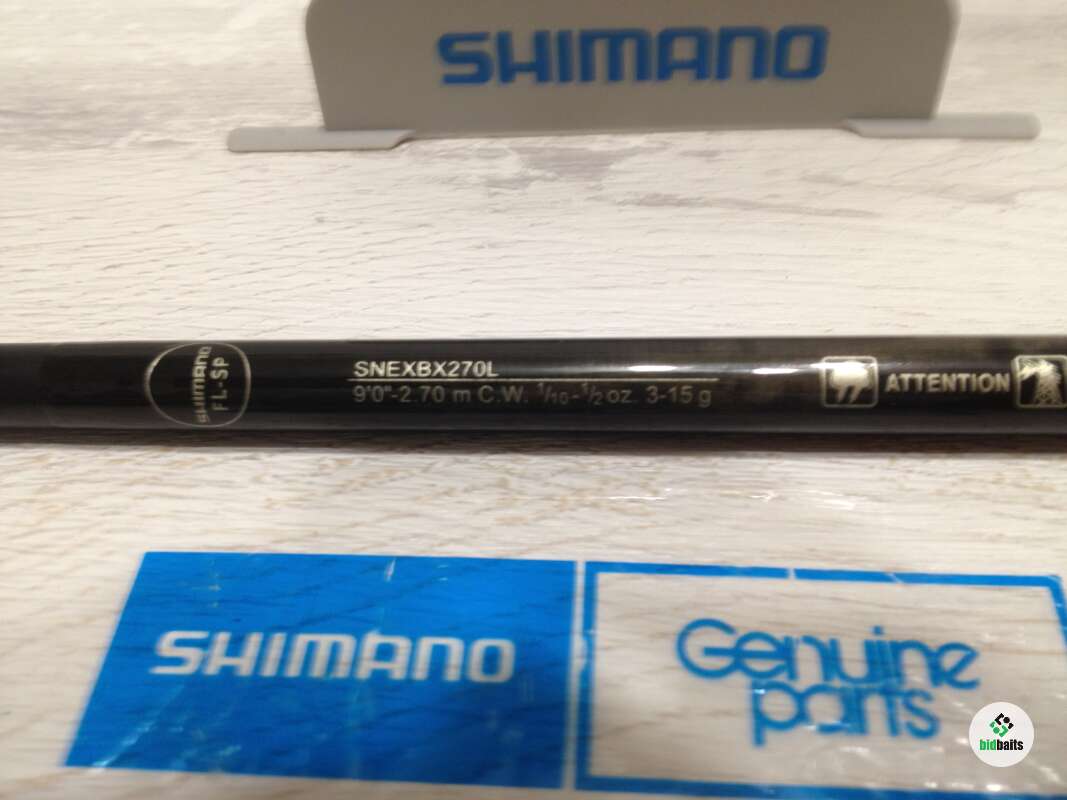 SHIMANO
SHIMANO
FL-SP
SNEXBX270L
9'0"-2.70 m C.W. 1/16-1/2 oz. 3-15 g
ATTENTION
SHIMANO
Genuine
parts
bidbaits